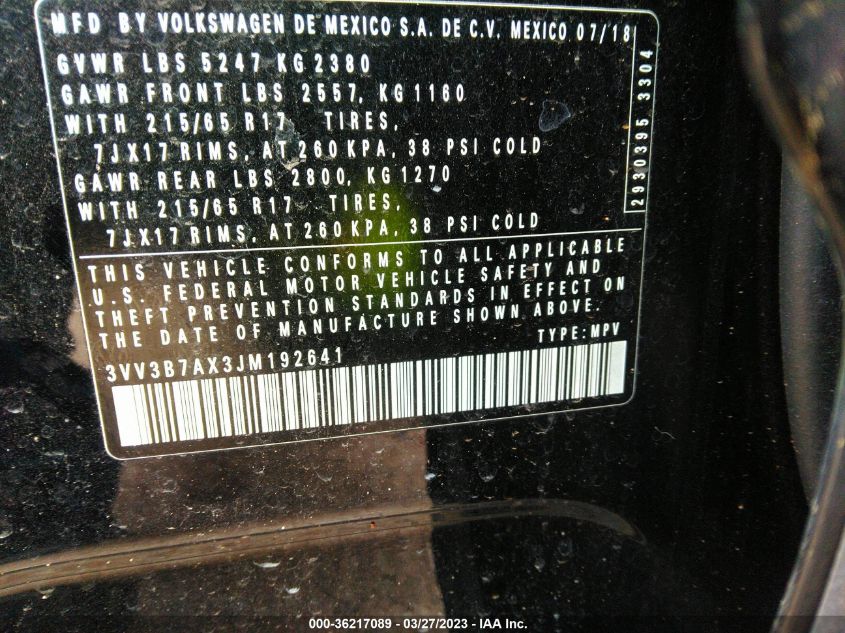 MFD BY VOLKSWAGEN DE MEXICO S.A. DE C.V. MEXICO 07/18
GVWR LBS 5247 KG 2380
GAWR FRONT LBS 2557, KG 1160
WITH 215/65 R17 TIRES,
7JX17 RIMS, AT 260 KPA, 38 PSI COLD
GAWR REAR LBS 2800, KG 1270
WITH 215/65 R17 TIRES,
7JX17 RIMS, AT 260 KPA, 38 PSI COLD
2930395 3304
THIS VEHICLE CONFORMS TO ALL APPLICABLE
U.S. FEDERAL MOTOR VEHICLE SAFETY AND
THEFT PREVENTION STANDARDS IN EFFECT ON
THE DATE OF MANUFACTURE SHOWN ABOVE.
TYPE: MPV
3VV3B7AX3JM192641
000-36217089 — 03/27/2023 — IAA Inc.